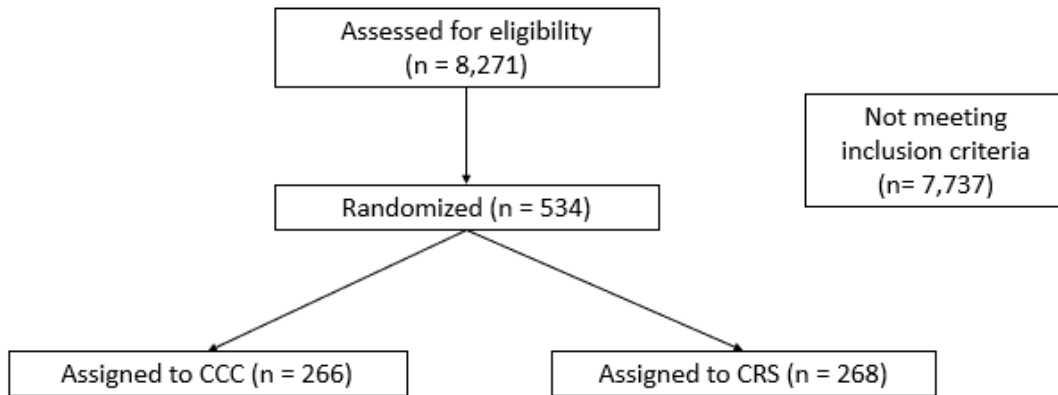 Assessed for eligibility
(n = 8,271)
Not meeting
inclusion criteria
(n= 7,737)
Randomized (n = 534)
Assigned to CCC (n = 266)
Assigned to CRS (n = 268)